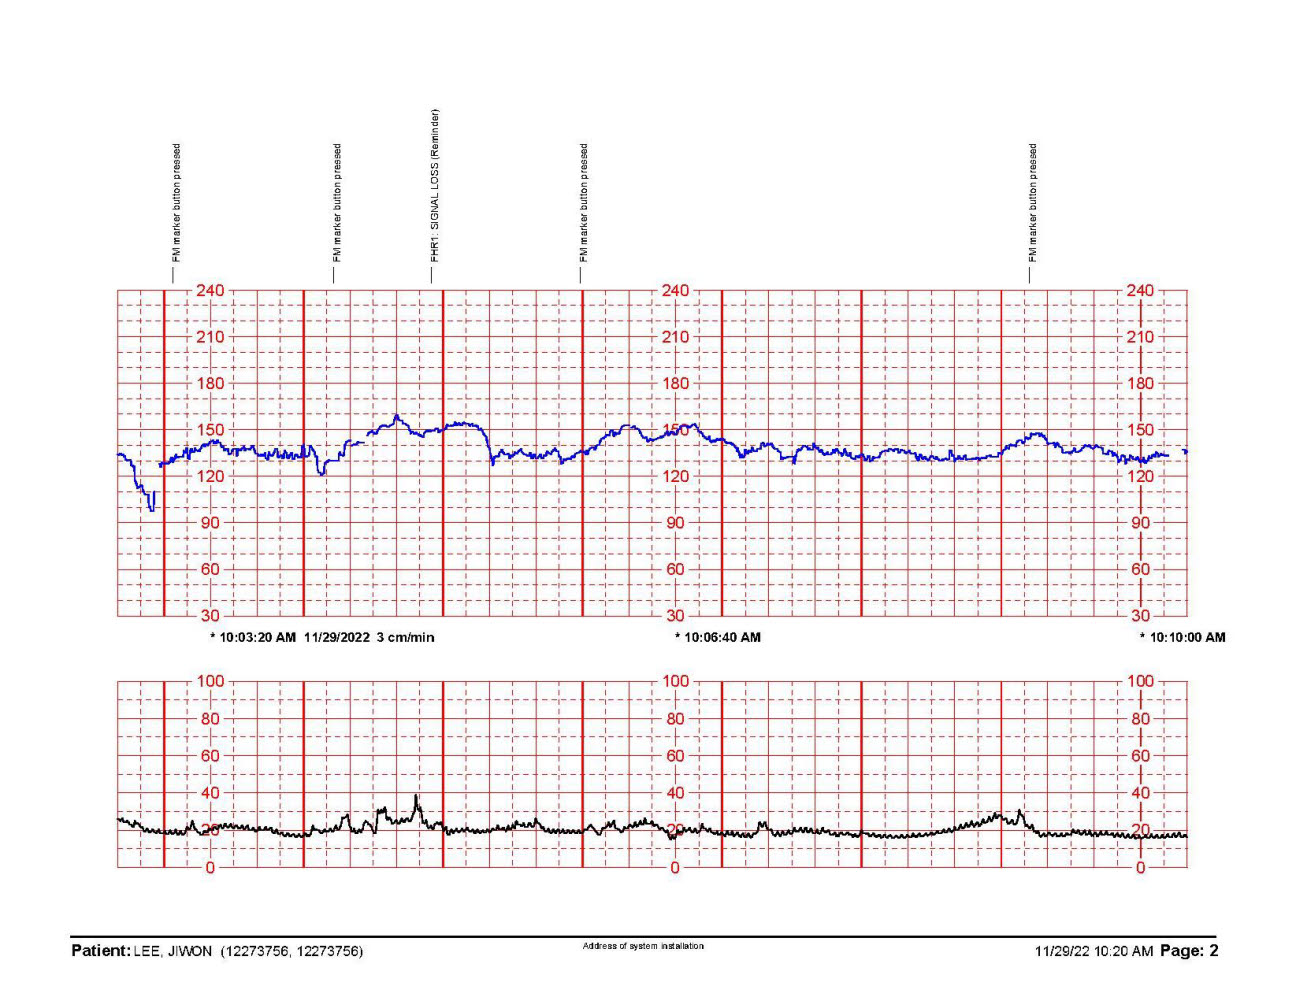 FM marker button pressed
FM marker button pressed
FHR1: SIGNAL LOSS (Reminder)
FM marker button pressed
FM marker button pressed
240 240 240
210 210 210
180 180 180
150 150 150
120 120 120
90 90 90
60 60 60
30 30 30
* 10:03:20 AM 11/29/2022 3 cm/min * 10:06:40 AM * 10:10:00 AM
100 100 100
80 80 80
60 60 60
40 40 40
20 20 20
0 0 0
Patient: LEE, JIWON (12273756, 12273756) Address of system installation 11/29/22 10:20 AM Page: 2